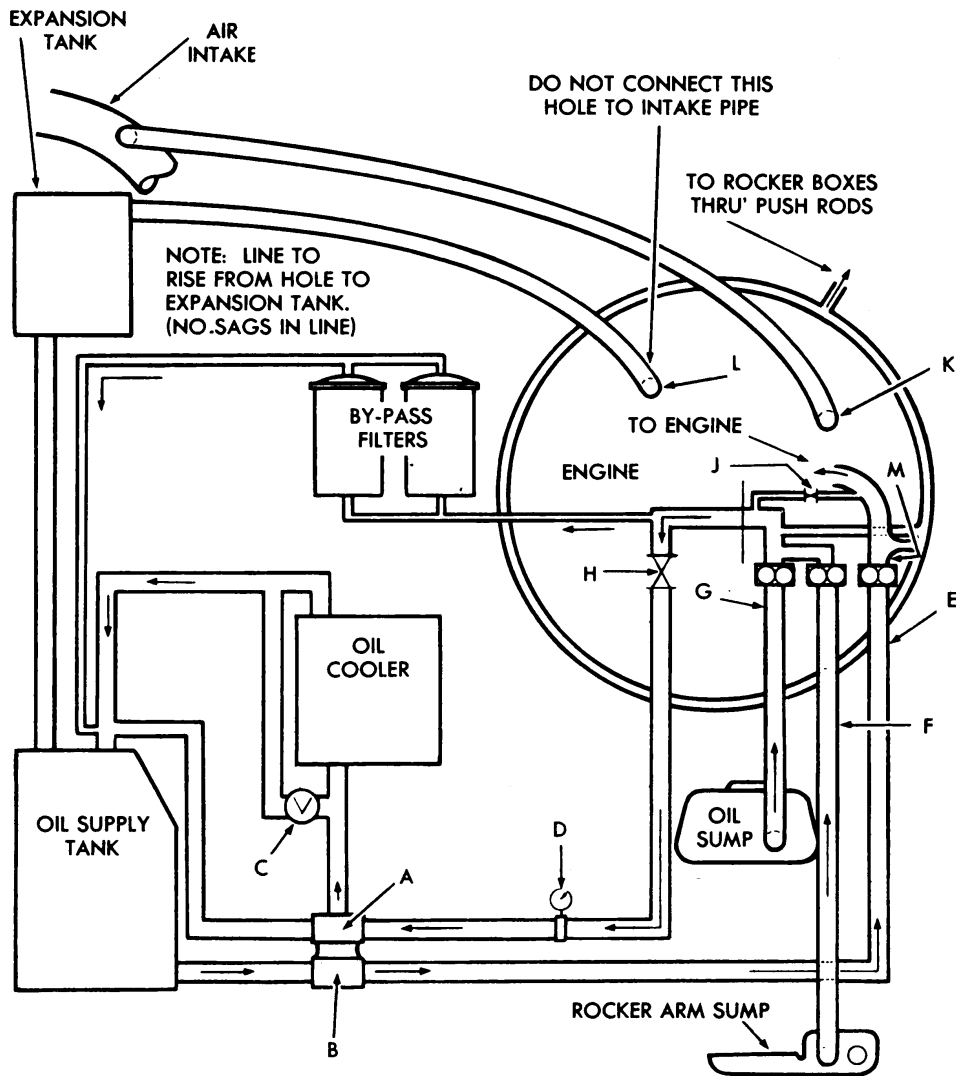 EXPANSION
TANK
AIR
INTAKE
DO NOT CONNECT THIS
HOLE TO INTAKE PIPE
TO ROCKER BOXES
THRU' PUSH RODS
NOTE: LINE TO
RISE FROM HOLE TO
EXPANSION TANK.
(NO.SAGS IN LINE)
L
K
BY-PASS
FILTERS
TO ENGINE
ENGINE
J
M
H
G
E
OIL
COOLER
F
OIL SUPPLY
TANK
OIL
SUMP
C
A
D
B
ROCKER ARM SUMP